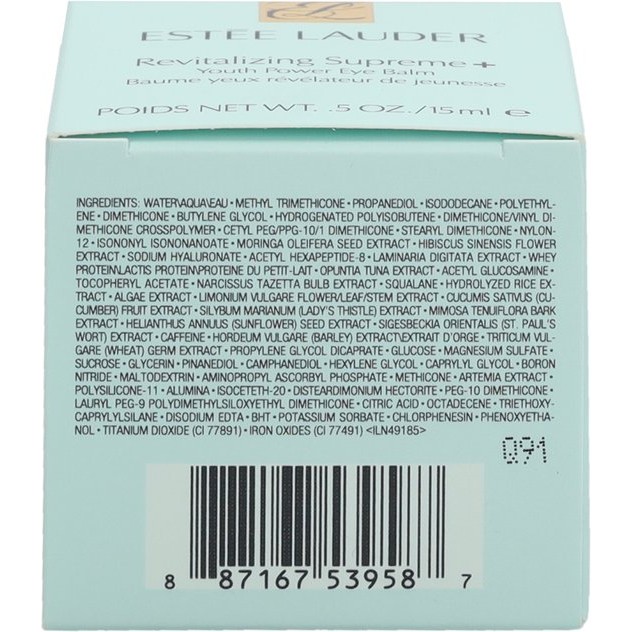 ESTĒE LAUDER
Revitalizing Supreme+
Youth Power Eye Balm
Baume yeux révélateur de jeunesse
POIDS NET WT. .5 OZ./15ml e
INGREDIENTS: WATER\AQUA\EAU • METHYL TRIMETHICONE • PROPANEDIOL • ISODODECANE • POLYETHYL-
ENE • DIMETHICONE • BUTYLENE GLYCOL • HYDROGENATED POLYISOBUTENE • DIMETHICONE/VINYL DI-
METHICONE CROSSPOLYMER • CETYL PEG/PPG-10/1 DIMETHICONE • STEARYL DIMETHICONE • NYLON-
12 • ISONONYL ISONONANOATE • MORINGA OLEIFERA SEED EXTRACT • HIBISCUS SINENSIS FLOWER
EXTRACT • SODIUM HYALURONATE • ACETYL HEXAPEPTIDE-8 • LAMINARIA DIGITATA EXTRACT • WHEY
PROTEIN\LACTIS PROTEIN\PROTÉINE DU PETIT-LAIT • OPUNTIA TUNA EXTRACT • ACETYL GLUCOSAMINE •
TOCOPHERYL ACETATE • NARCISSUS TAZETTA BULB EXTRACT • SQUALANE • HYDROLYZED RICE EX-
TRACT • ALGAE EXTRACT • LIMONIUM VULGARE FLOWER/LEAF/STEM EXTRACT • CUCUMIS SATIVUS (CU-
CUMBER) FRUIT EXTRACT • SILYBUM MARIANUM (LADY'S THISTLE) EXTRACT • MIMOSA TENUIFLORA BARK
EXTRACT • HELIANTHUS ANNUUS (SUNFLOWER) SEED EXTRACT • SIGESBECKIA ORIENTALIS (ST. PAUL'S
WORT) EXTRACT • CAFFEINE • HORDEUM VULGARE (BARLEY) EXTRACT\EXTRAIT D'ORGE • TRITICUM VUL-
GARE (WHEAT) GERM EXTRACT • PROPYLENE GLYCOL DICAPRATE • GLUCOSE • MAGNESIUM SULFATE •
SUCROSE • GLYCERIN • PINANEDIOL • CAMPHANEDIOL • HEXYLENE GLYCOL • CAPRYLYL GLYCOL • BORON
NITRIDE • MALTODEXTRIN • AMINOPROPYL ASCORBYL PHOSPHATE • METHICONE • ARTEMIA EXTRACT •
POLYSILICONE-11 • ALUMINA • ISOCETETH-20 • DISTEARDIMONIUM HECTORITE • PEG-10 DIMETHICONE •
LAURYL PEG-9 POLYDIMETHYLSILOXYETHYL DIMETHICONE • CITRIC ACID • OCTADECENE • TRIETHOXY-
CAPRYLYLSILANE • DISODIUM EDTA • BHT • POTASSIUM SORBATE • CHLORPHENESIN • PHENOXYETHA-
NOL • TITANIUM DIOXIDE (CI 77891) • IRON OXIDES (CI 77491) <ILN49185>
Q91
8 87167 53958 7